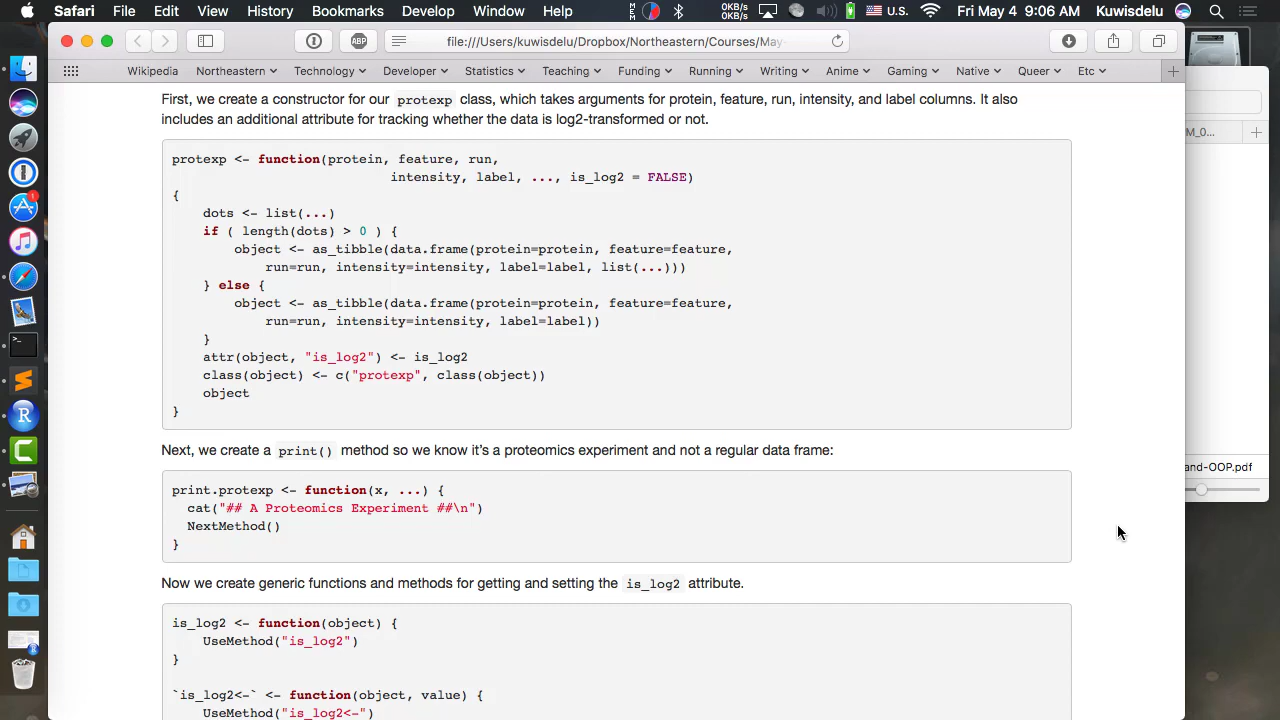 Safari File Edit View History Bookmarks Develop Window Help 0KB/s 0KB/s U.S. Fri May 4 9:06 AM Kuwisdelu
ABP file:///Users/kuwisdelu/Dropbox/Northeastern/Courses/May-
Wikipedia Northeastern Technology Developer Statistics Teaching Funding Running Writing Anime Gaming Native Queer Etc
First, we create a constructor for our protexp class, which takes arguments for protein, feature, run, intensity, and label columns. It also
includes an additional attribute for tracking whether the data is log2-transformed or not.
protexp <- function(protein, feature, run,
intensity, label, ..., is_log2 = FALSE)
{
dots <- list(...)
if ( length(dots) > 0 ) {
object <- as_tibble(data.frame(protein=protein, feature=feature,
run=run, intensity=intensity, label=label, list(...)))
} else {
object <- as_tibble(data.frame(protein=protein, feature=feature,
run=run, intensity=intensity, label=label))
}
attr(object, "is_log2") <- is_log2
class(object) <- c("protexp", class(object))
object
}
Next, we create a print() method so we know it's a proteomics experiment and not a regular data frame:
print.protexp <- function(x, ...) {
cat("## A Proteomics Experiment ##\n")
NextMethod()
}
Now we create generic functions and methods for getting and setting the is_log2 attribute.
is_log2 <- function(object) {
UseMethod("is_log2")
}
`is_log2<-` <- function(object, value) {
UseMethod("is_log2<-")
M_0...
and-OOP.pdf
1
R